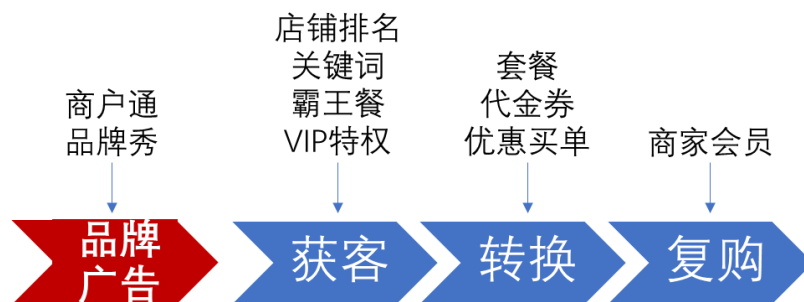 商户通
品牌秀
店铺排名
关键词
霸王餐
VIP特权
套餐
代金券
优惠买单
商家会员
品牌
广告
获客
转换
复购